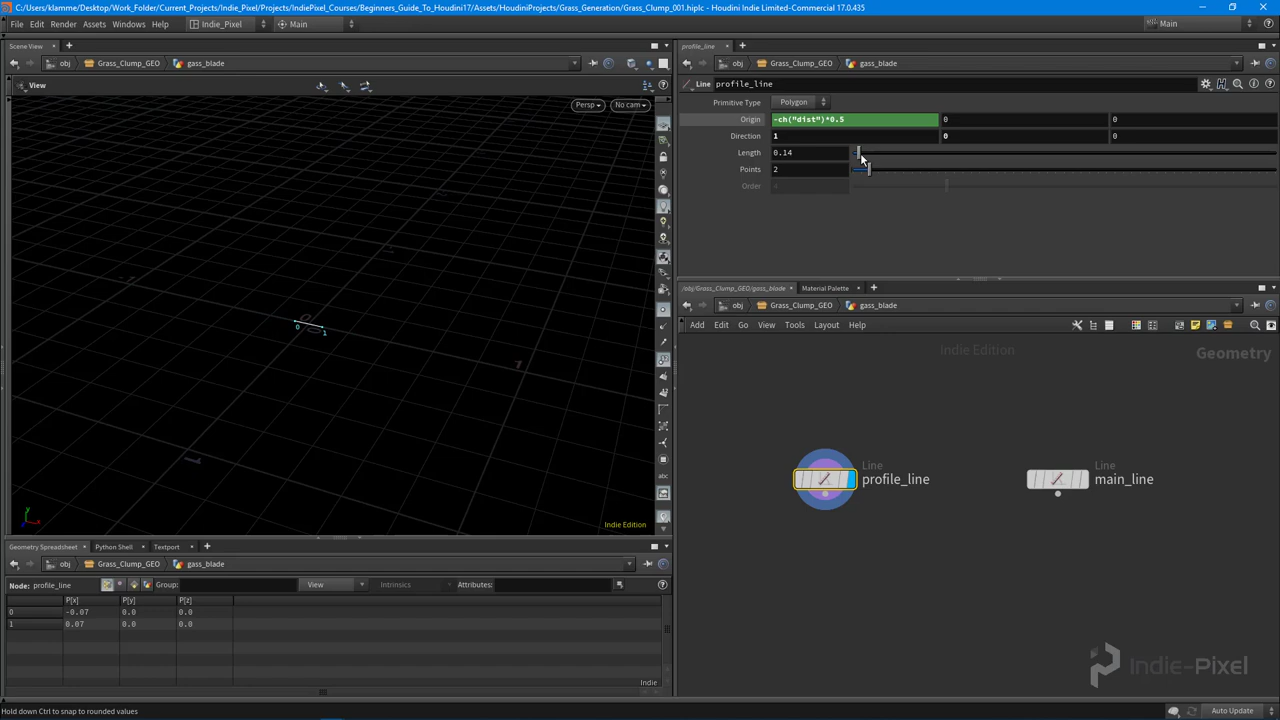 C:/Users/klamme/Desktop/Work_Folder/Current_Projects/Indie_Pixel/Projects/IndiePixel_Courses/Beginners_Guide_To_Houdini17/Assets/HoudiniProjects/Grass_Generation/Grass_Clump_001.hiplc - Houdini Indie Limited-Commercial 17.0.435
File Edit Render Assets Windows Help Indie_Pixel Main Main
Scene View
obj Grass_Clump_GEO gass_blade
View
Persp No cam
0 1
Indie Edition
abc
profile_line
obj Grass_Clump_GEO gass_blade
Line profile_line
Primitive Type Polygon
Origin -ch("dist")*0.5 0 0
Direction 1 0 0
Length 0.14
Points 2
Order 4
/obj/Grass_Clump_GEO/gass_blade Material Palette
obj Grass_Clump_GEO gass_blade
Add Edit Go View Tools Layout Help
Indie Edition Geometry
Line
profile_line
Line
main_line
Indie-Pixel
Geometry Spreadsheet Python Shell Textport
obj Grass_Clump_GEO gass_blade
Node: profile_line Group: View Intrinsics Attributes:
P[x] P[y] P[z]
0 -0.07 0.0 0.0
1 0.07 0.0 0.0
Indie
Hold down Ctrl to snap to rounded values
Auto Update